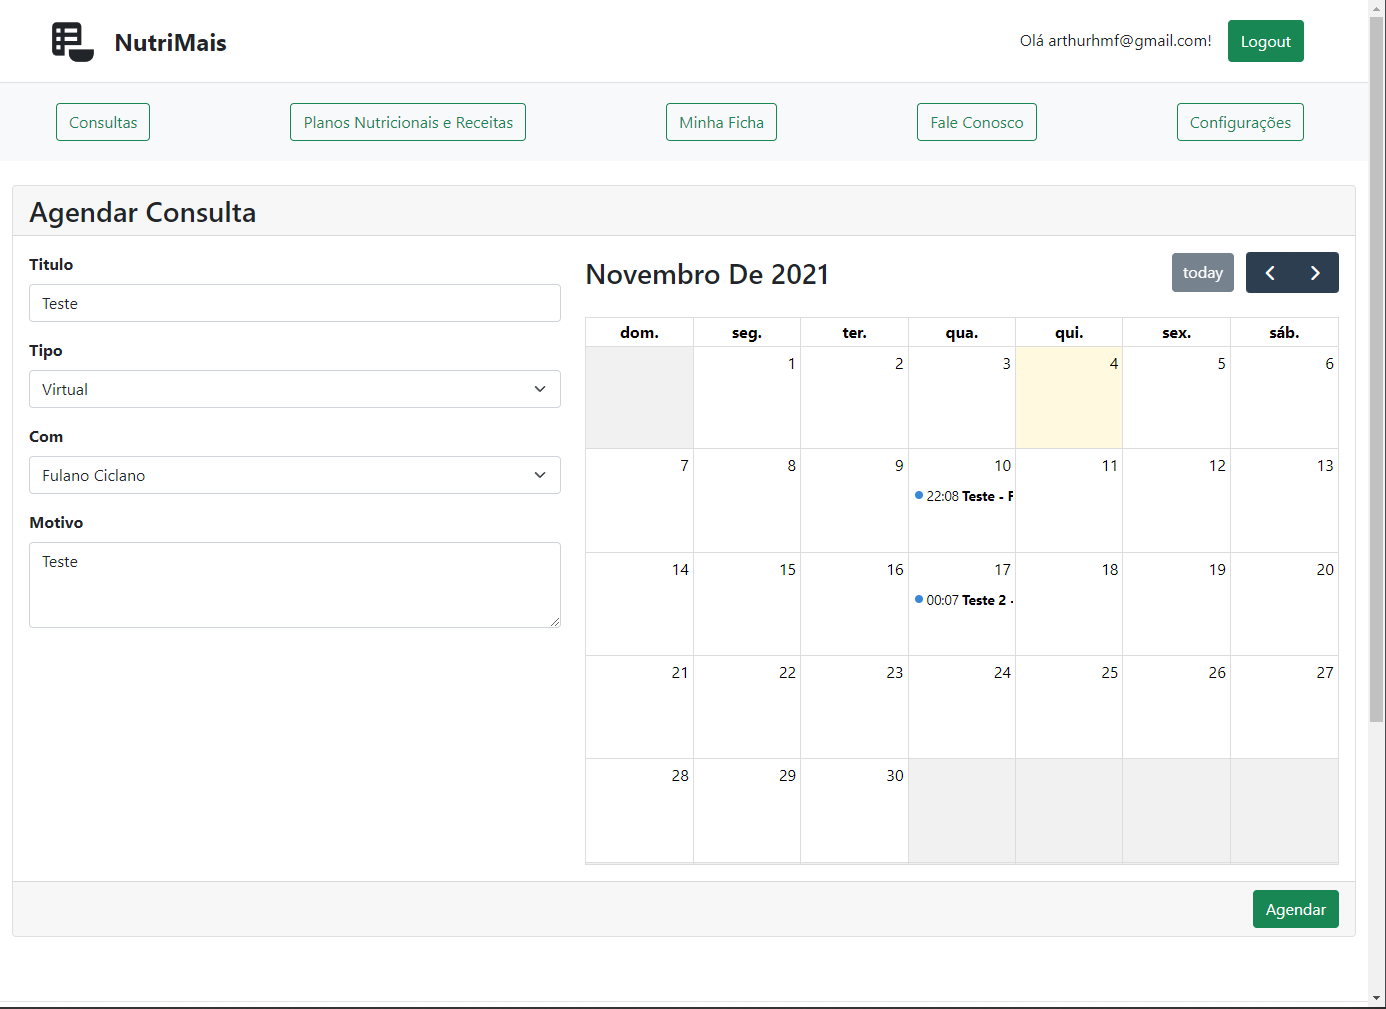 NutriMais
Olá arthurhmf@gmail.com!
Logout
Consultas
Planos Nutricionais e Receitas
Minha Ficha
Fale Conosco
Configurações
Agendar Consulta
Titulo
Teste
Tipo
Virtual
Com
Fulano Ciclano
Motivo
Teste
Novembro De 2021
today
dom. seg. ter. qua. qui. sex. sáb.
1 2 3 4 5 6
7 8 9 10 11 12 13
22:08 Teste - F
14 15 16 17 18 19 20
00:07 Teste 2 -
21 22 23 24 25 26 27
28 29 30
Agendar